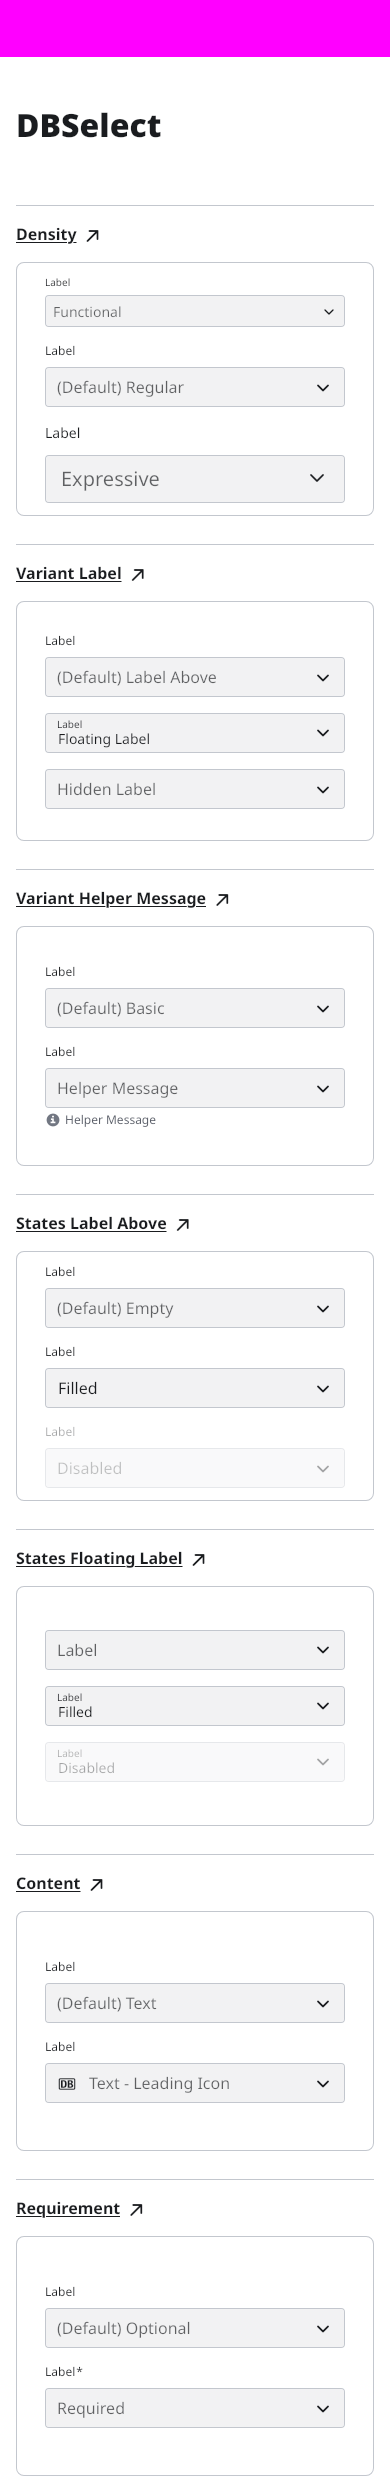 DBSelect
Density
Label
Functional
Label
(Default) Regular
Label
Expressive
Variant Label
Label
(Default) Label Above
Label
Floating Label
Hidden Label
Variant Helper Message
Label
(Default) Basic
Label
Helper Message
Helper Message
States Label Above
Label
(Default) Empty
Label
Filled
Label
Disabled
States Floating Label
Label
Label
Filled
Label
Disabled
Content
Label
(Default) Text
Label
DB Text - Leading Icon
Requirement
Label
(Default) Optional
Label*
Required